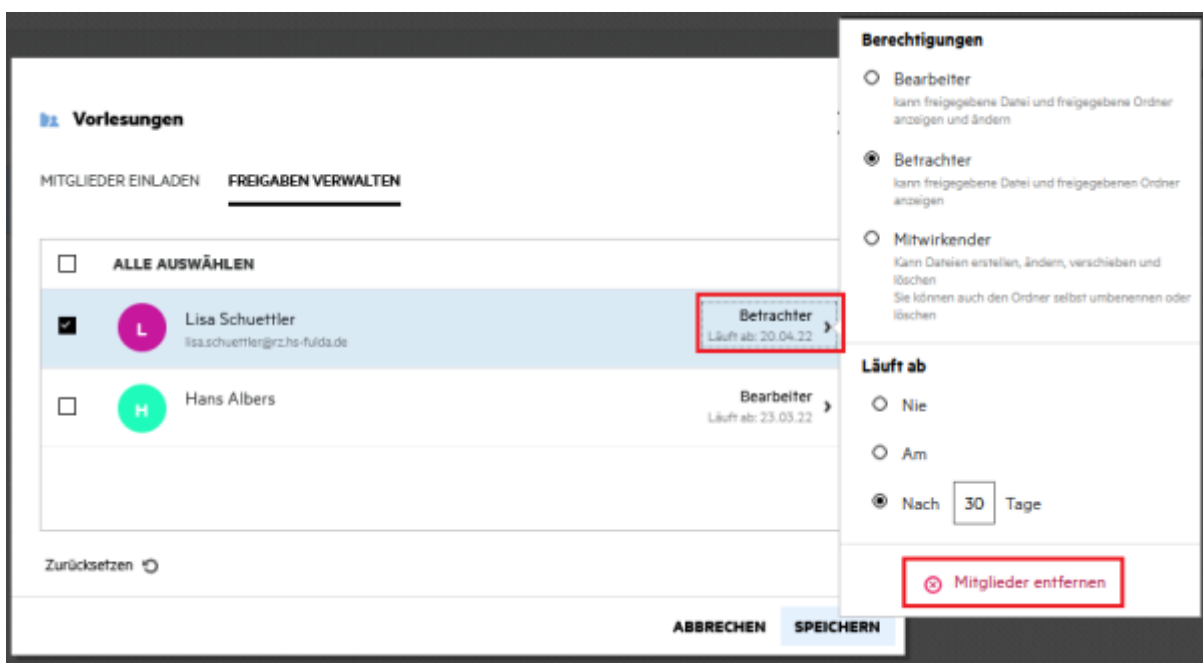 Vorlesungen
MITGLIEDER EINLADEN FREIGABEN VERWALTEN
ALLE AUSWÄHLEN
L
Lisa Schuettler
lisa.schuettler@rz.hs-fulda.de
Betrachter
Läuft ab: 20.04.22
H
Hans Albers
Bearbeiter
Läuft ab: 23.03.22
Zurücksetzen
ABBRECHEN SPEICHERN
Berechtigungen
Bearbeiter
kann freigegebene Datei und freigegebene Ordner
anzeigen und ändern
Betrachter
kann freigegebene Datei und freigegebenen Ordner
anzeigen
Mitwirkender
Kann Dateien erstellen, ändern, verschieben und
löschen
Sie können auch den Ordner selbst umbenennen oder
löschen
Läuft ab
Nie
Am
Nach 30 Tage
Mitglieder entfernen